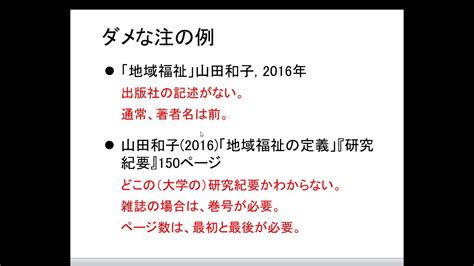 ダメな注の例
●「地域福祉」山田和子, 2016年
出版社の記述がない。
通常、著者名は前。
● 山田和子(2016)「地域福祉の定義」『研究
紀要』150ページ
どこの(大学の)研究紀要かわからない。
雑誌の場合は、巻号が必要。
ページ数は、最初と最後が必要。